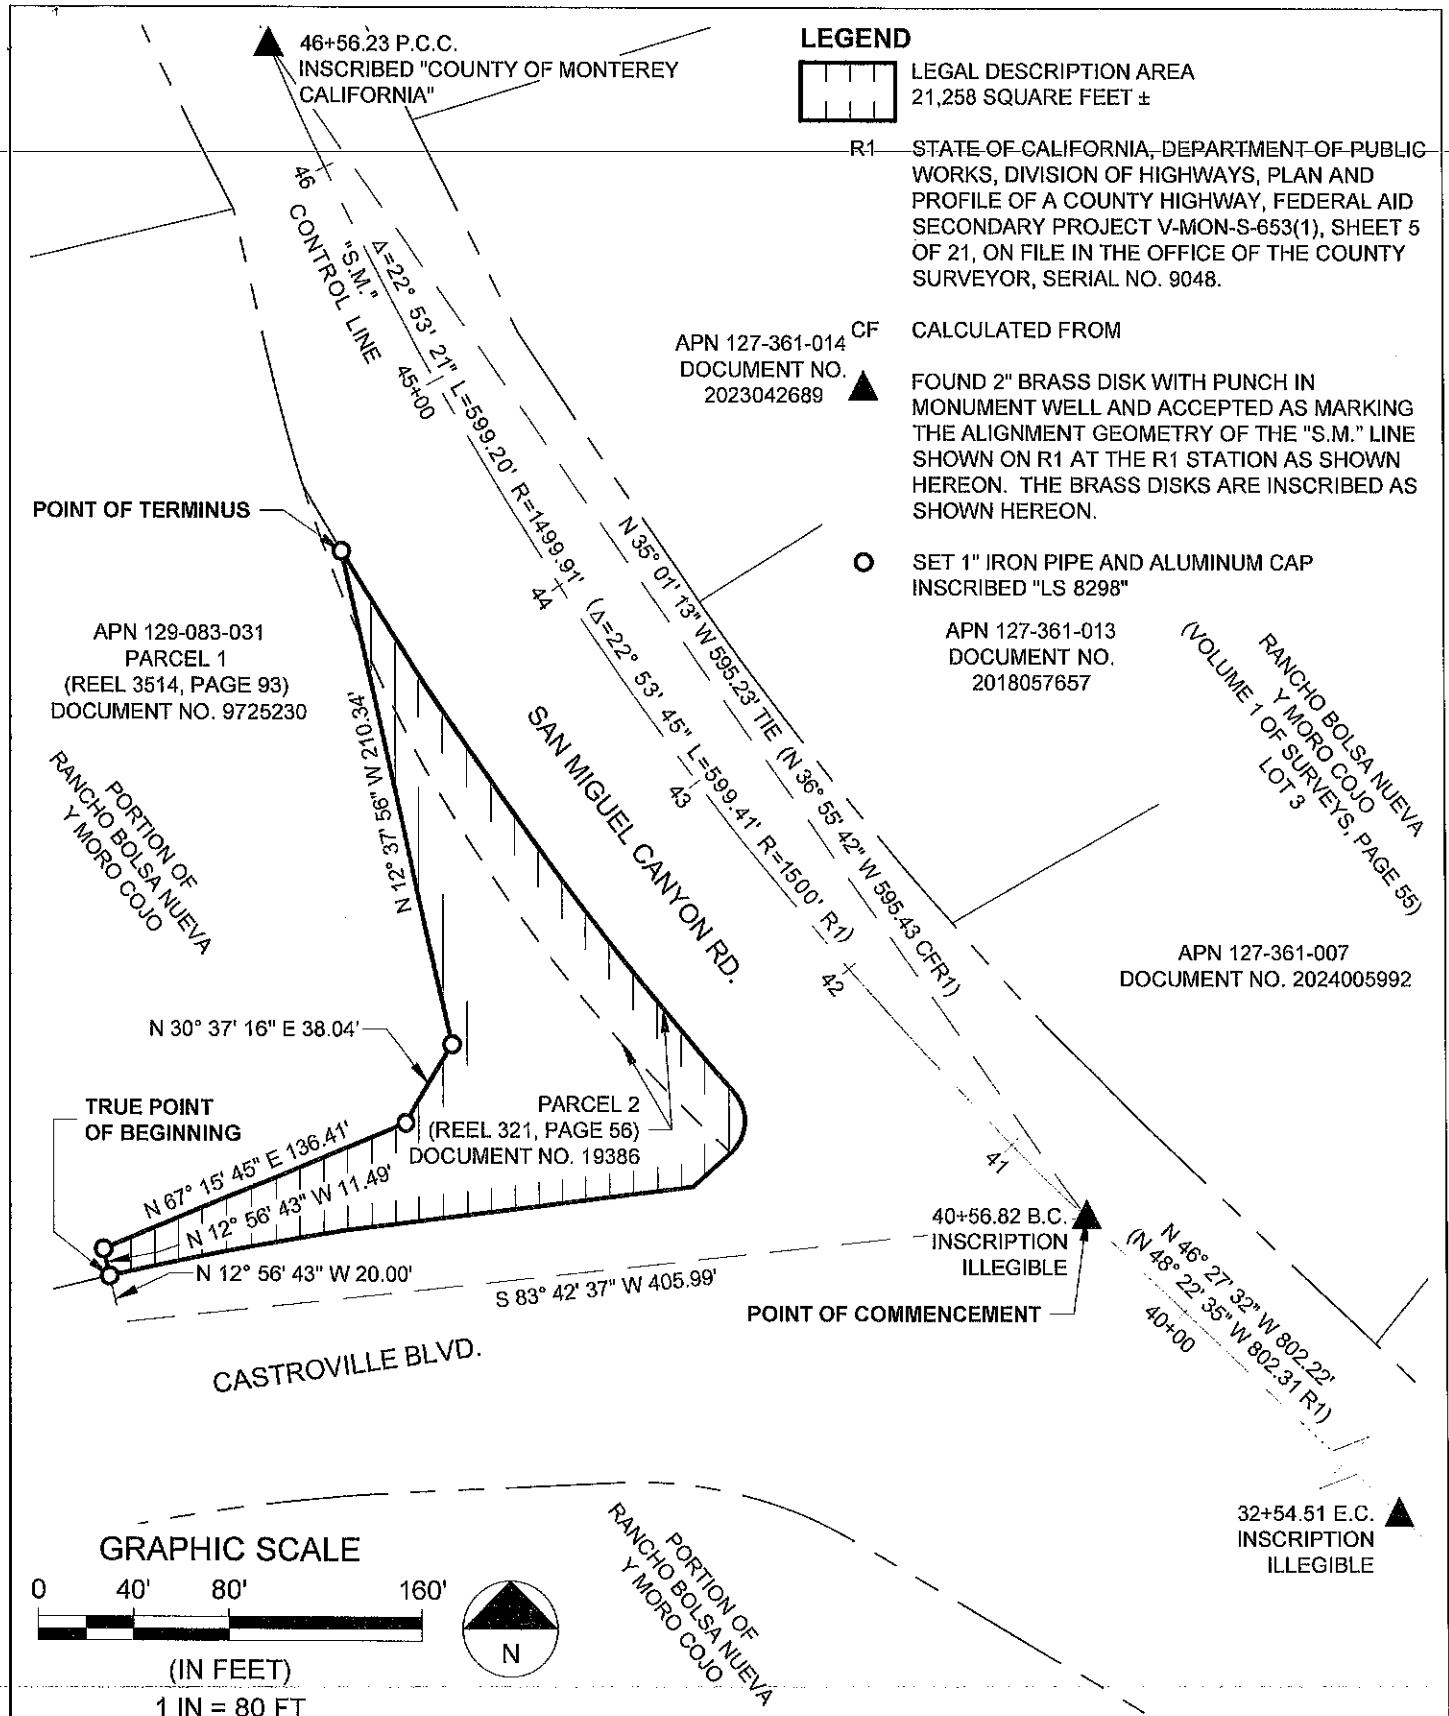 46+56.23 P.C.C.
INSCRIBED "COUNTY OF MONTEREY
CALIFORNIA"
LEGEND
LEGAL DESCRIPTION AREA
21,258 SQUARE FEET ±
R1 STATE OF CALIFORNIA, DEPARTMENT OF PUBLIC
WORKS, DIVISION OF HIGHWAYS, PLAN AND
PROFILE OF A COUNTY HIGHWAY, FEDERAL AID
SECONDARY PROJECT V-MON-S-653(1), SHEET 5
OF 21, ON FILE IN THE OFFICE OF THE COUNTY
SURVEYOR, SERIAL NO. 9048.
CF CALCULATED FROM
FOUND 2" BRASS DISK WITH PUNCH IN
MONUMENT WELL AND ACCEPTED AS MARKING
THE ALIGNMENT GEOMETRY OF THE "S.M." LINE
SHOWN ON R1 AT THE R1 STATION AS SHOWN
HEREON. THE BRASS DISKS ARE INSCRIBED AS
SHOWN HEREON.
SET 1" IRON PIPE AND ALUMINUM CAP
INSCRIBED "LS 8298"
46
"S.M."
CONTROL LINE
Δ=22° 53' 21" L=599.20' R=1499.91' (Δ=22° 53' 45" L=599.41' R=1500' R1)
45+00
APN 127-361-014
DOCUMENT NO.
2023042689
POINT OF TERMINUS
44
N 35° 01' 13" W 595.23' TIE (N 36° 55' 42" W 595.43 CFR1)
APN 129-083-031
PARCEL 1
(REEL 3514, PAGE 93)
DOCUMENT NO. 9725230
APN 127-361-013
DOCUMENT NO.
2018057657
RANCHO BOLSA NUEVA
Y MORO COJO
(VOLUME 1 OF SURVEYS, PAGE 55)
LOT 3
N 12° 37' 56" W 210.34'
SAN MIGUEL CANYON RD.
43
PORTION OF
RANCHO BOLSA NUEVA
Y MORO COJO
42
APN 127-361-007
DOCUMENT NO. 2024005992
N 30° 37' 16" E 38.04'
TRUE POINT
OF BEGINNING
PARCEL 2
(REEL 321, PAGE 56)
DOCUMENT NO. 19386
N 67° 15' 45" E 136.41'
N 12° 56' 43" W 11.49'
N 12° 56' 43" W 20.00'
41
40+56.82 B.C.
INSCRIPTION
ILLEGIBLE
S 83° 42' 37" W 405.99'
POINT OF COMMENCEMENT
N 46° 27' 32" W 802.22'
(N 48° 22' 35" W 802.31 R1)
40+00
CASTROVILLE BLVD.
32+54.51 E.C.
INSCRIPTION
ILLEGIBLE
PORTION OF
RANCHO BOLSA NUEVA
Y MORO COJO
GRAPHIC SCALE
0 40' 80' 160'
(IN FEET)
1 IN = 80 FT
N